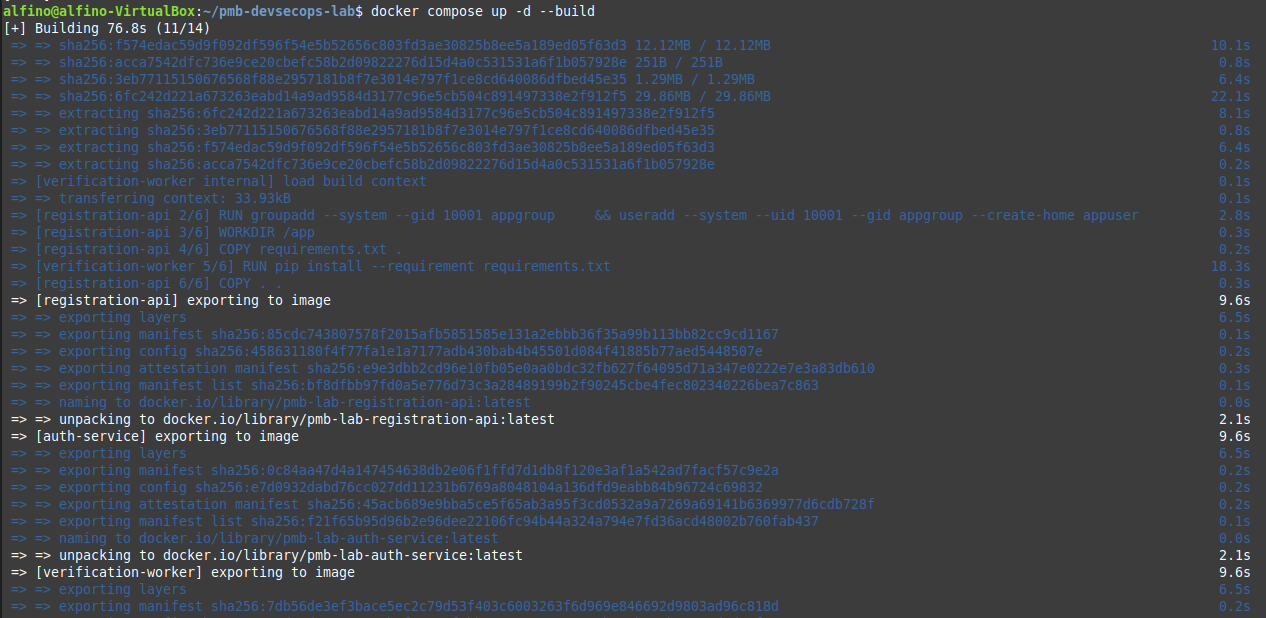 alfino@alfino-VirtualBox:~/pmb-devsecops-lab$ docker compose up -d --build
[+] Building 76.8s (11/14)
=> => sha256:f574edac59d9f092df596f54e5b52656c803fd3ae30825b8ee5a189ed05f63d3 12.12MB / 12.12MB 10.1s
=> => sha256:acca7542dfc736e9ce20cbefc58b2d09822276d15d4a0c531531a6f1b057928e 251B / 251B 0.8s
=> => sha256:3eb77115150676568f88e2957181b8f7e3014e797f1ce8cd640086dfbed45e35 1.29MB / 1.29MB 6.4s
=> => sha256:6fc242d221a673263eabd14a9ad9584d3177c96e5cb504c891497338e2f912f5 29.86MB / 29.86MB 22.1s
=> => extracting sha256:6fc242d221a673263eabd14a9ad9584d3177c96e5cb504c891497338e2f912f5 8.1s
=> => extracting sha256:3eb77115150676568f88e2957181b8f7e3014e797f1ce8cd640086dfbed45e35 0.8s
=> => extracting sha256:f574edac59d9f092df596f54e5b52656c803fd3ae30825b8ee5a189ed05f63d3 6.4s
=> => extracting sha256:acca7542dfc736e9ce20cbefc58b2d09822276d15d4a0c531531a6f1b057928e 0.2s
=> [verification-worker internal] load build context 0.1s
=> => transferring context: 33.93kB 0.1s
=> [registration-api 2/6] RUN groupadd --system --gid 10001 appgroup     && useradd --system --uid 10001 --gid appgroup --create-home appuser 2.8s
=> [registration-api 3/6] WORKDIR /app 0.3s
=> [registration-api 4/6] COPY requirements.txt . 0.2s
=> [verification-worker 5/6] RUN pip install --requirement requirements.txt 18.3s
=> [registration-api 6/6] COPY . . 0.3s
=> [registration-api] exporting to image 9.6s
=> => exporting layers 6.5s
=> => exporting manifest sha256:85cdc743807578f2015afb5851585e131a2ebbb36f35a99b113bb82cc9cd1167 0.1s
=> => exporting config sha256:458631180f4f77fa1e1a7177adb430bab4b45501d084f41885b77aed5448507e 0.2s
=> => exporting attestation manifest sha256:e9e3dbb2cd96e10fb05e0aa0bdc32fb627f64095d71a347e0222e7e3a83db610 0.3s
=> => exporting manifest list sha256:bf8dfbb97fd0a5e776d73c3a28489199b2f90245cbe4fec802340226bea7c863 0.1s
=> => naming to docker.io/library/pmb-lab-registration-api:latest 0.0s
=> => unpacking to docker.io/library/pmb-lab-registration-api:latest 2.1s
=> [auth-service] exporting to image 9.6s
=> => exporting layers 6.5s
=> => exporting manifest sha256:0c84aa47d4a147454638db2e06f1ffd7d1db8f120e3af1a542ad7facf57c9e2a 0.2s
=> => exporting config sha256:e7d0932dabd76cc027dd11231b6769a8048104a136dfd9eabb84b96724c69832 0.2s
=> => exporting attestation manifest sha256:45acb689e9bba5ce5f65ab3a95f3cd0532a9a7269a69141b6369977d6cdb728f 0.2s
=> => exporting manifest list sha256:f21f65b95d96b2e96dee22106fc94b44a324a794e7fd36acd48002b760fab437 0.1s
=> => naming to docker.io/library/pmb-lab-auth-service:latest 0.0s
=> => unpacking to docker.io/library/pmb-lab-auth-service:latest 2.1s
=> [verification-worker] exporting to image 9.6s
=> => exporting layers 6.5s
=> => exporting manifest sha256:7db56de3ef3bace5ec2c79d53f403c6003263f6d969e846692d9803ad96c818d 0.2s